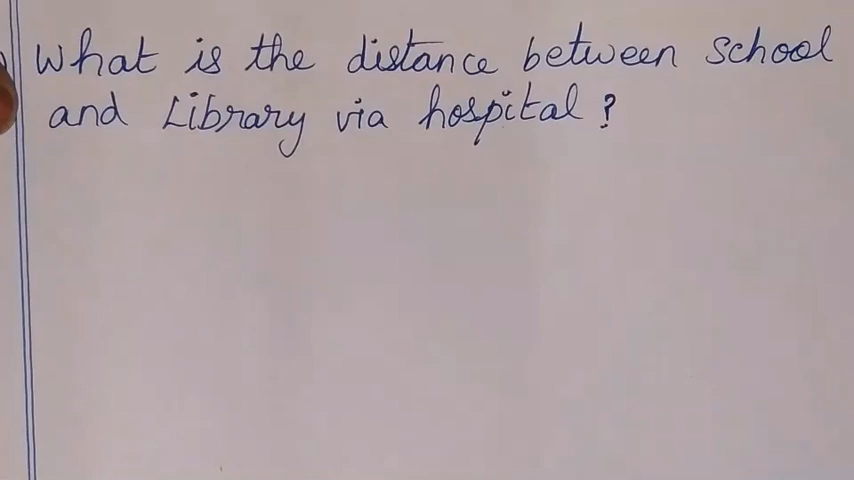 What is the distance between school
and Library via hospital?